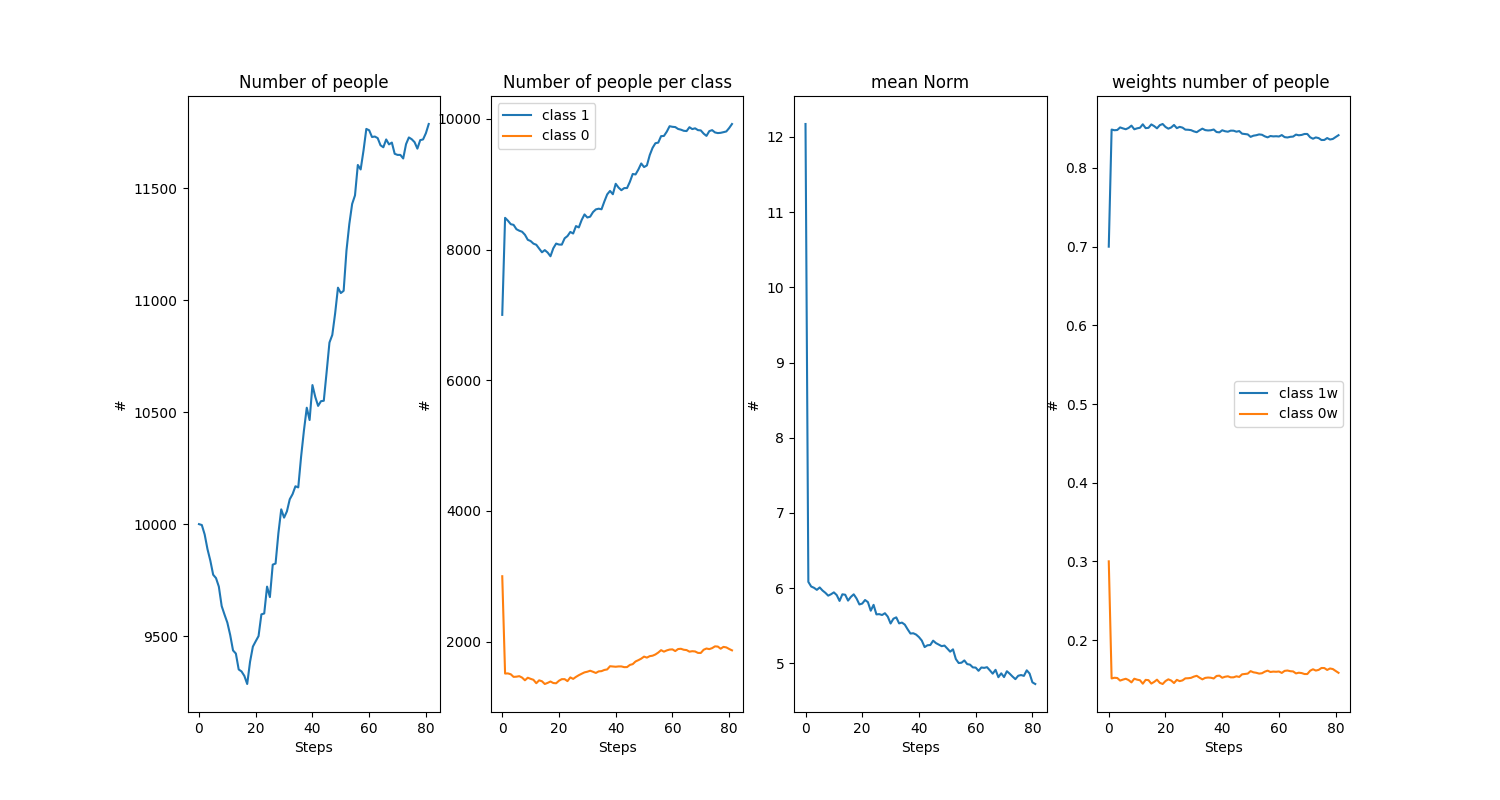 Number of people
11500
11000
10500
10000
9500
#
0 20 40 60 80
Steps
Number of people per class
class 1
class 0
10000
8000
6000
4000
2000
#
0 20 40 60 80
Steps
mean Norm
12
11
10
9
8
7
6
5
#
0 20 40 60 80
Steps
weights number of people
0.8
0.7
0.6
0.5
0.4
0.3
0.2
#
class 1w
class 0w
0 20 40 60 80
Steps